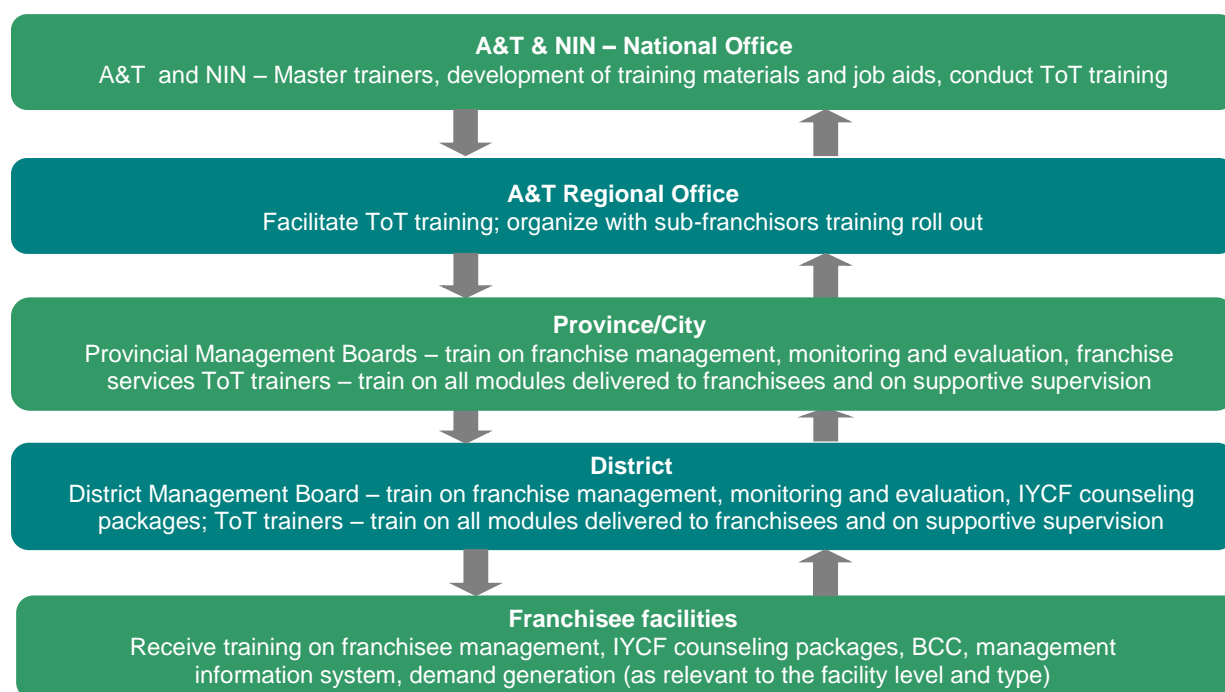 A&T & NIN – National Office
A&T and NIN – Master trainers, development of training materials and job aids, conduct ToT training
A&T Regional Office
Facilitate ToT training; organize with sub-franchisors training roll out
Province/City
Provincial Management Boards – train on franchise management, monitoring and evaluation, franchise
services ToT trainers – train on all modules delivered to franchisees and on supportive supervision
District
District Management Board – train on franchise management, monitoring and evaluation, IYCF counseling
packages; ToT trainers – train on all modules delivered to franchisees and on supportive supervision
Franchisee facilities
Receive training on franchisee management, IYCF counseling packages, BCC, management
information system, demand generation (as relevant to the facility level and type)